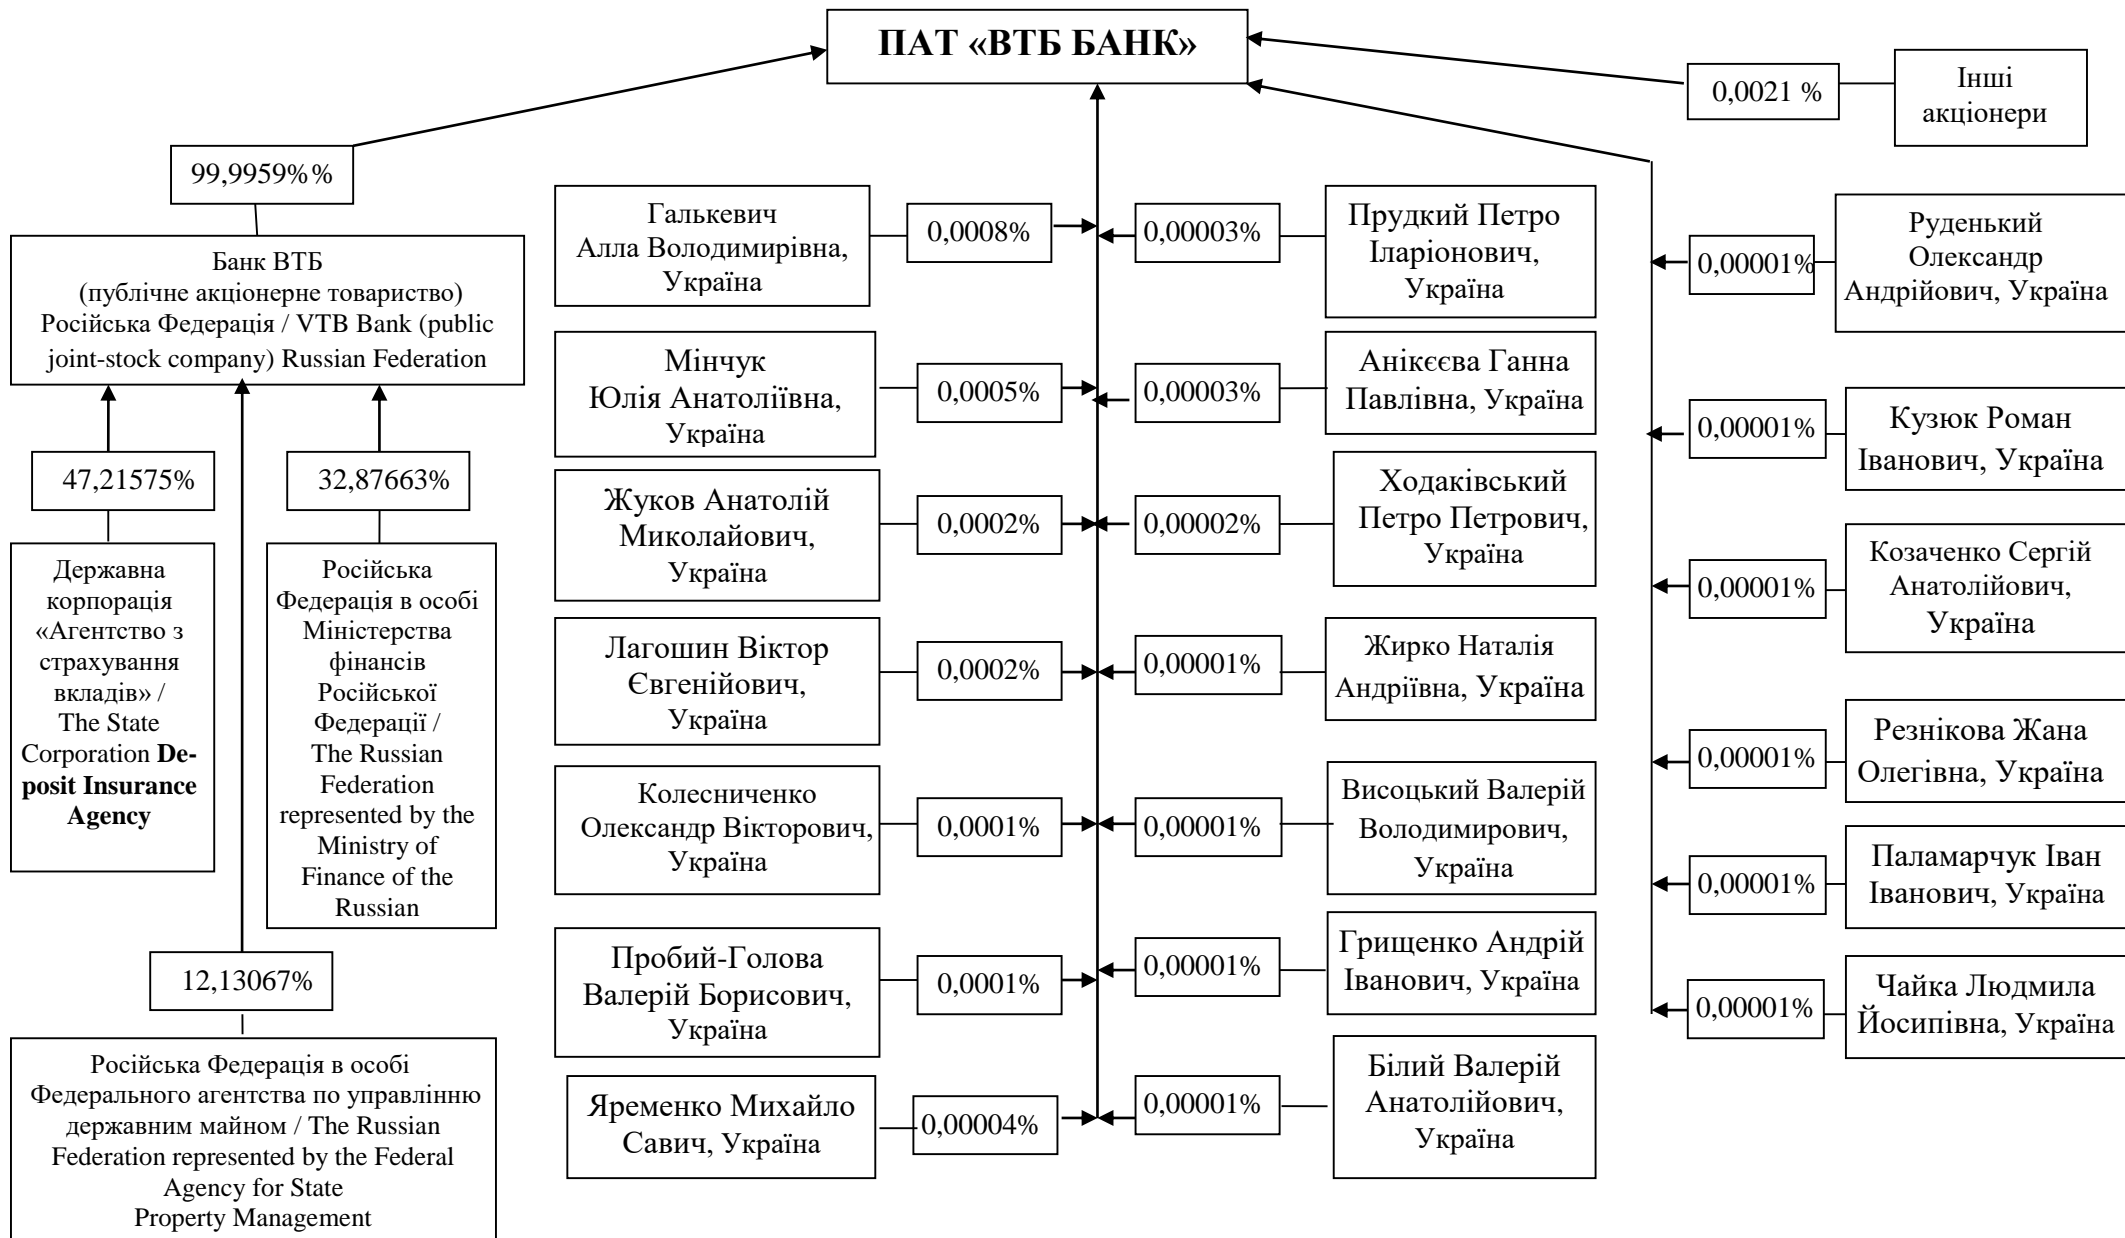 ПАТ «ВТБ БАНК»
0,0021 %
Інші
акціонери
99,9959%%
Банк ВТБ
(публічне акціонерне товариство)
Російська Федерація / VTB Bank (public
joint-stock company) Russian Federation
47,21575%
32,87663%
Державна
корпорація
«Агентство з
страхування
вкладів» /
The State
Corporation De-
posit Insurance
Agency
Російська
Федерація в особі
Міністерства
фінансів
Російської
Федерації /
The Russian
Federation
represented by the
Ministry of
Finance of the
Russian
12,13067%
Російська Федерація в особі
Федерального агентства по управлінню
державним майном / The Russian
Federation represented by the Federal
Agency for State
Property Management
Галькевич
Алла Володимирівна,
Україна
0,0008%
Мінчук
Юлія Анатоліївна,
Україна
0,0005%
Жуков Анатолій
Миколайович,
Україна
0,0002%
Лагошин Віктор
Євгенійович,
Україна
0,0002%
Колесниченко
Олександр Вікторович,
Україна
0,0001%
Пробий-Голова
Валерій Борисович,
Україна
0,0001%
Яременко Михайло
Савич, Україна
0,00004%
0,00003%
Прудкий Петро
Іларіонович,
Україна
0,00003%
Анікєєва Ганна
Павлівна, Україна
0,00002%
Ходаківський
Петро Петрович,
Україна
0,00001%
Жирко Наталія
Андріївна, Україна
0,00001%
Височький Валерій
Володимирович,
Україна
0,00001%
Грищенко Андрій
Іванович, Україна
0,00001%
Білий Валерій
Анатолійович,
Україна
0,00001%
Руденький
Олександр
Андрійович, Україна
0,00001%
Кузюк Роман
Іванович, Україна
0,00001%
Козаченко Сергій
Анатолійович,
Україна
0,00001%
Резнікова Жана
Олегівна, Україна
0,00001%
Паламарчук Іван
Іванович, Україна
0,00001%
Чайка Людмила
Йосипівна, Україна